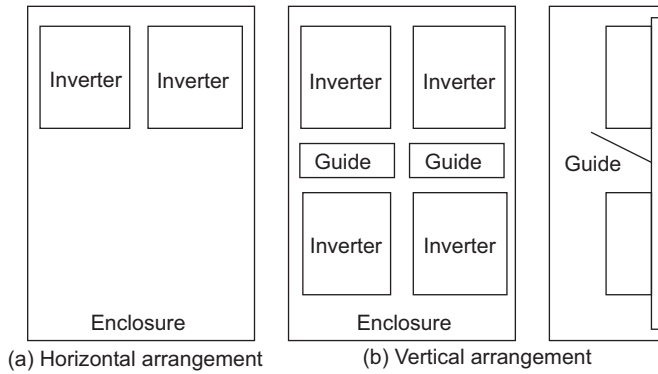 Inverter Inverter
Enclosure
(a) Horizontal arrangement
Inverter Inverter
Guide Guide
Inverter Inverter
Enclosure
Guide
(b) Vertical arrangement